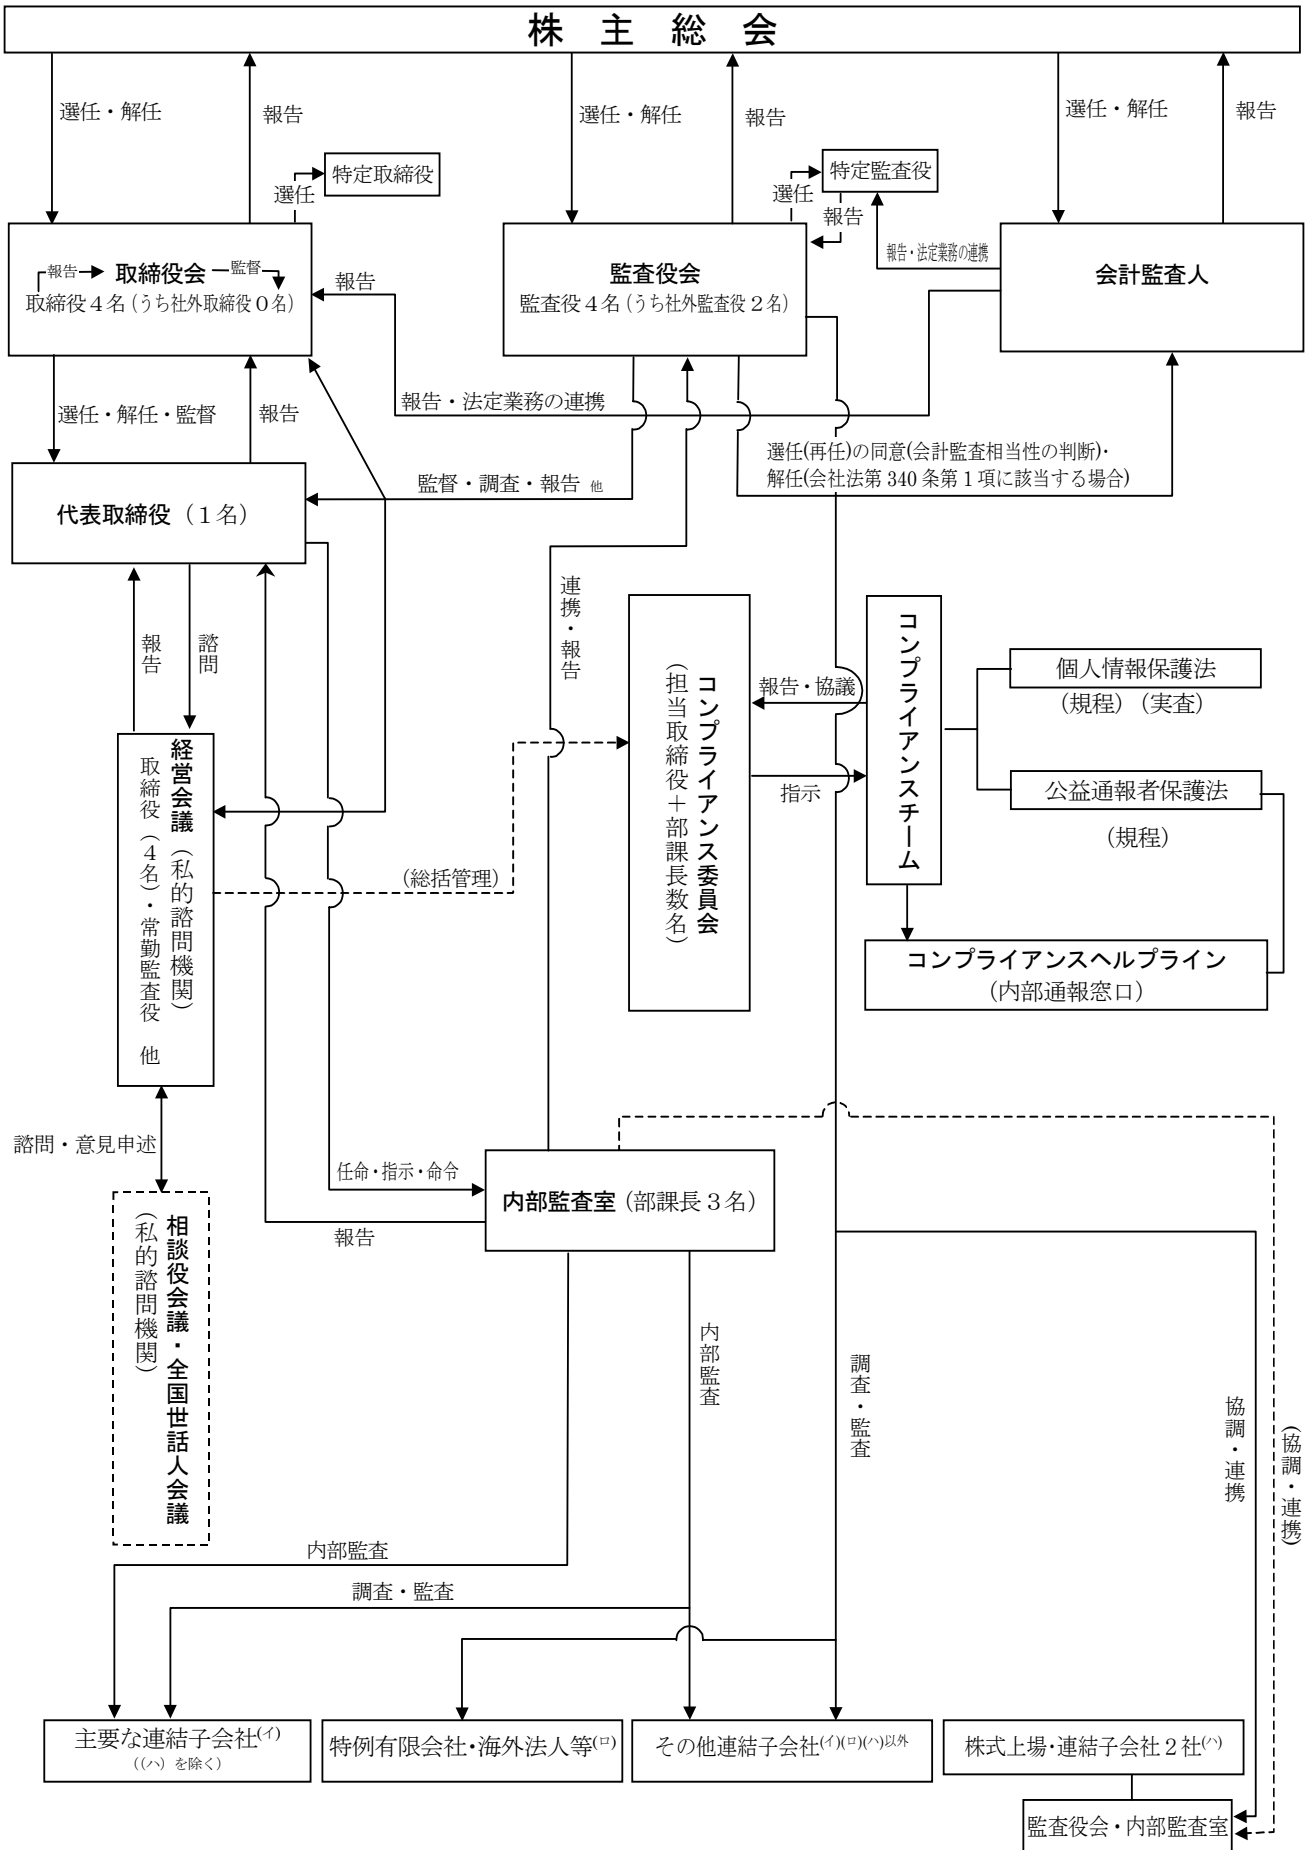 株主総会
選任・解任
報告
選任・解任
報告
選任・解任
報告
特定取締役
選任
特定監査役
選任
報告
報告・法定業務の連携
報告
取締役会
監督
取締役４名(うち社外取締役０名)
報告
監査役会
監査役４名(うち社外監査役２名)
会計監査人
選任・解任・監督
報告
報告・法定業務の連携
選任(再任)の同意(会計監査相当性の判断)・
解任(会社法第340条第１項に該当する場合)
監督・調査・報告 他
代表取締役（１名）
報告
諮問
連携・報告
コンプライアンス委員会
（担当取締役＋部課長数名）
報告・協議
指示
コンプライアンスチーム
個人情報保護法
（規程）（実査）
公益通報者保護法
（規程）
経営会議（私的諮問機関）
取締役（４名）・常勤監査役 他
（総括管理）
コンプライアンスヘルプライン
（内部通報窓口）
諮問・意見申述
任命・指示・命令
内部監査室（部課長３名）
報告
相談役会議・全国世話人会議
（私的諮問機関）
内部監査
調査・監査
協調・連携
（協調・連携）
内部監査
調査・監査
主要な連結子会社(イ)
（(ハ）を除く）
特例有限会社・海外法人等(ロ)
その他連結子会社(イ)(ロ)(ハ)以外
株式上場・連結子会社２社(ハ)
監査役会・内部監査室